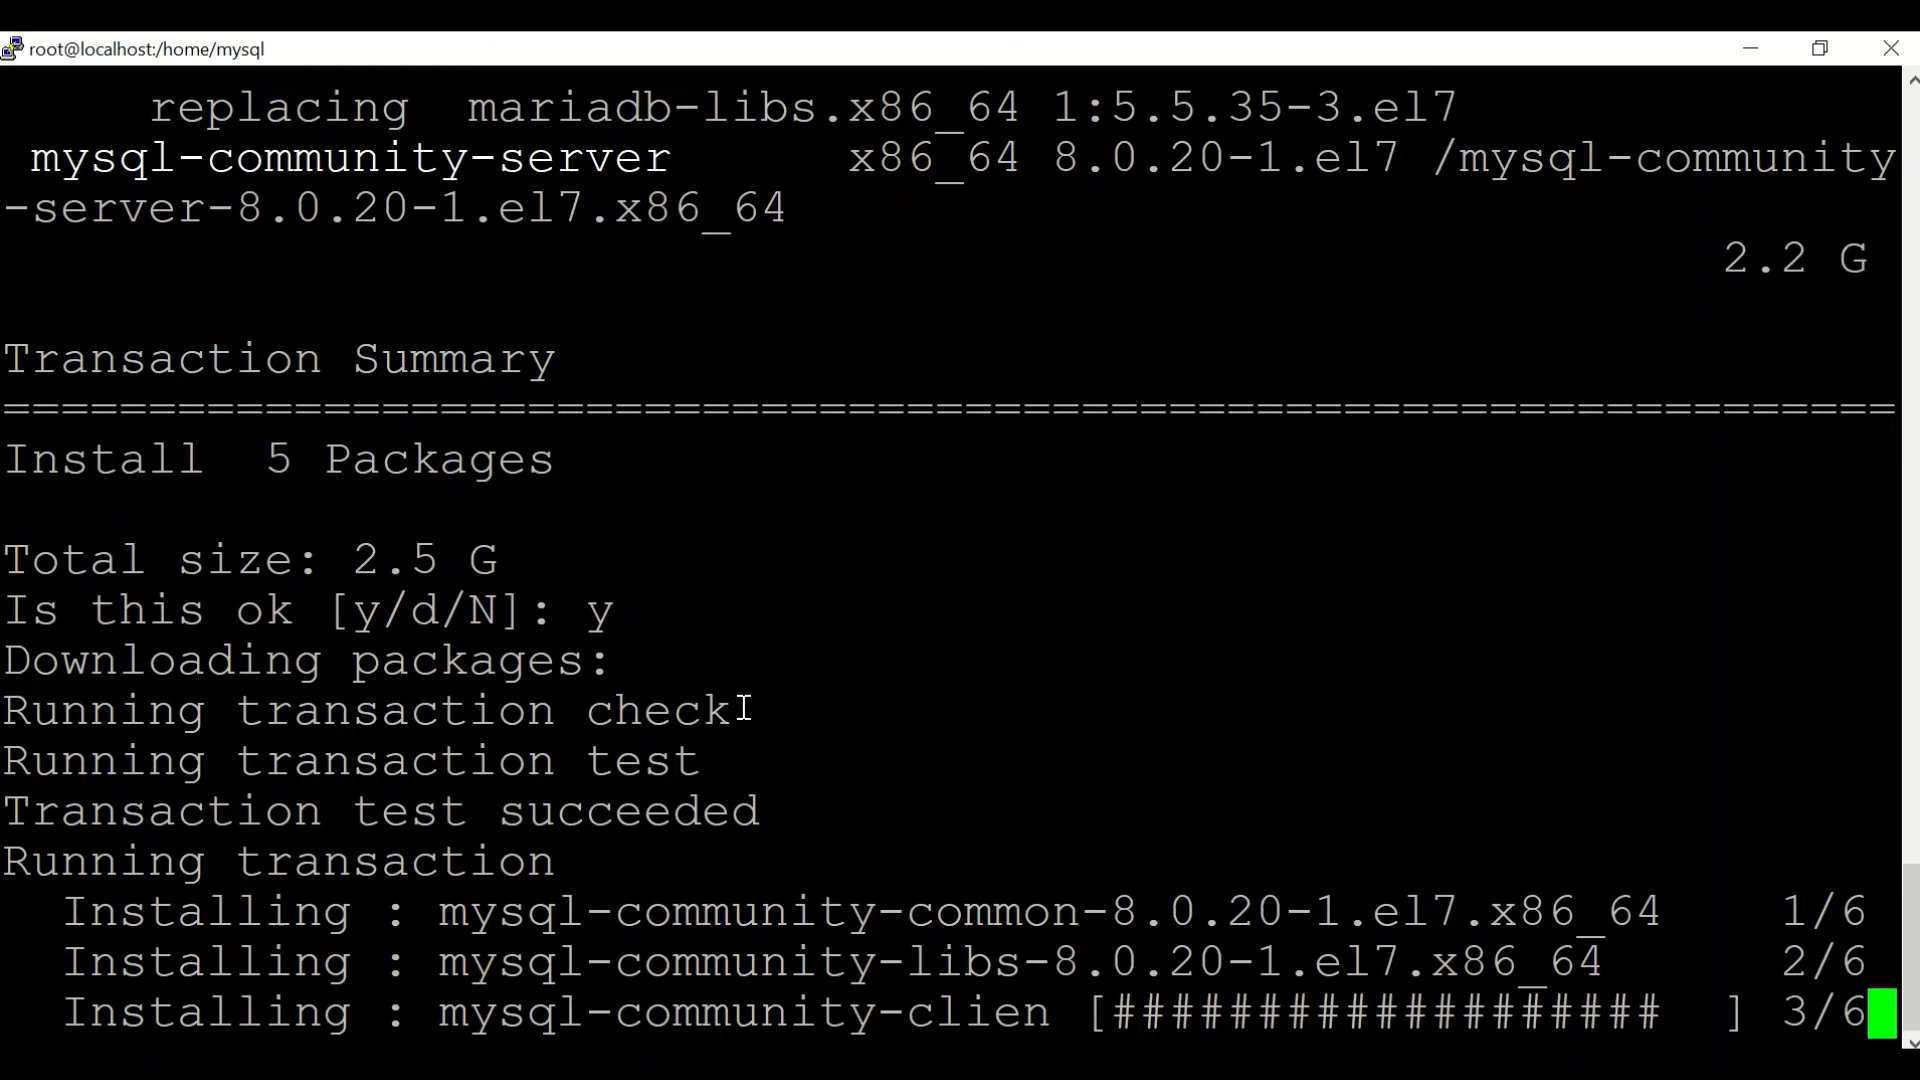 root@localhost:/home/mysql
replacing mariadb-libs.x86_64 1:5.5.35-3.el7
mysql-community-server x86_64 8.0.20-1.el7 /mysql-community
-server-8.0.20-1.el7.x86_64
2.2 G
Transaction Summary
=================================================================
Install 5 Packages
Total size: 2.5 G
Is this ok [y/d/N]: y
Downloading packages:
Running transaction check
Running transaction test
Transaction test succeeded
Running transaction
Installing : mysql-community-common-8.0.20-1.el7.x86_64 1/6
Installing : mysql-community-libs-8.0.20-1.el7.x86_64 2/6
Installing : mysql-community-clien [################### ] 3/6